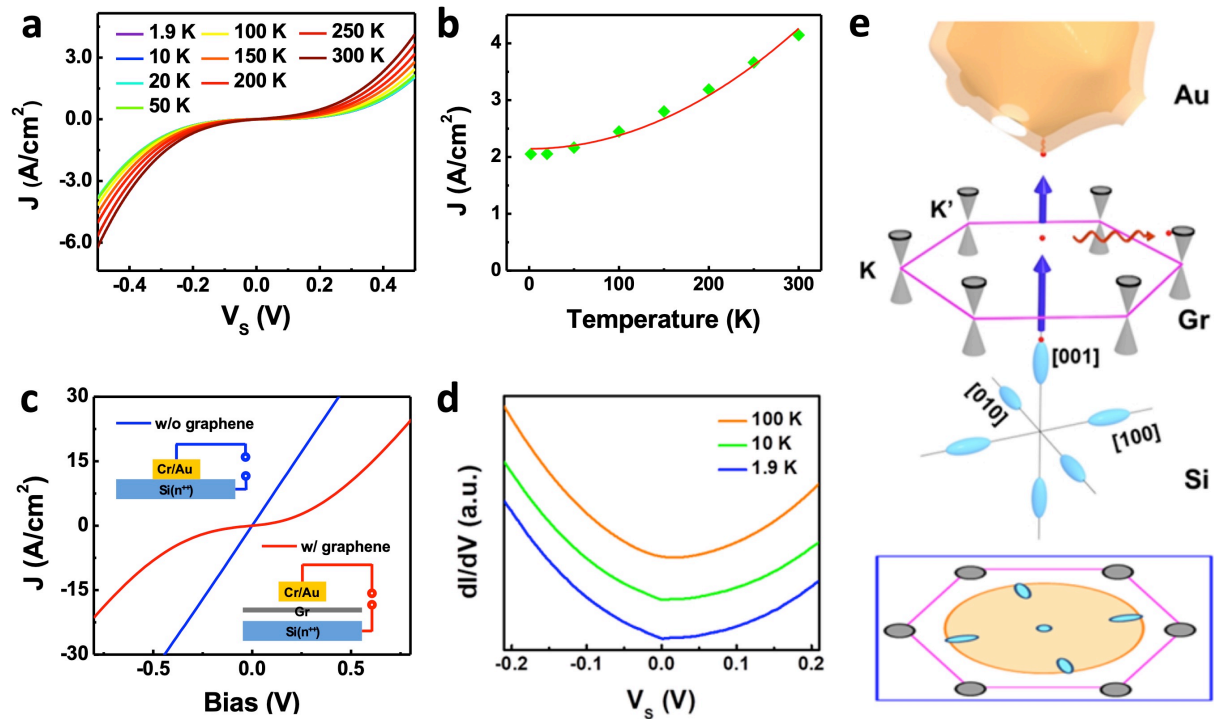 a
1.9 K
10 K
20 K
50 K
100 K
150 K
200 K
250 K
300 K
3.0
0.0
-3.0
-6.0
J (A/cm²)
-0.4 -0.2 0.0 0.2 0.4
V_S (V)
b
4
3
2
1
0
J (A/cm²)
0 100 200 300
Temperature (K)
c
30
15
0
-15
-30
J (A/cm²)
w/o graphene
Cr/Au
Si(n⁺⁺)
w/ graphene
Cr/Au
Gr
Si(n⁺⁺)
-0.5 0.0 0.5
Bias (V)
d
100 K
10 K
1.9 K
dI/dV (a.u.)
-0.2 -0.1 0.0 0.1 0.2
V_S (V)
e
Au
K'
K
Gr
[001]
[010]
[100]
Si